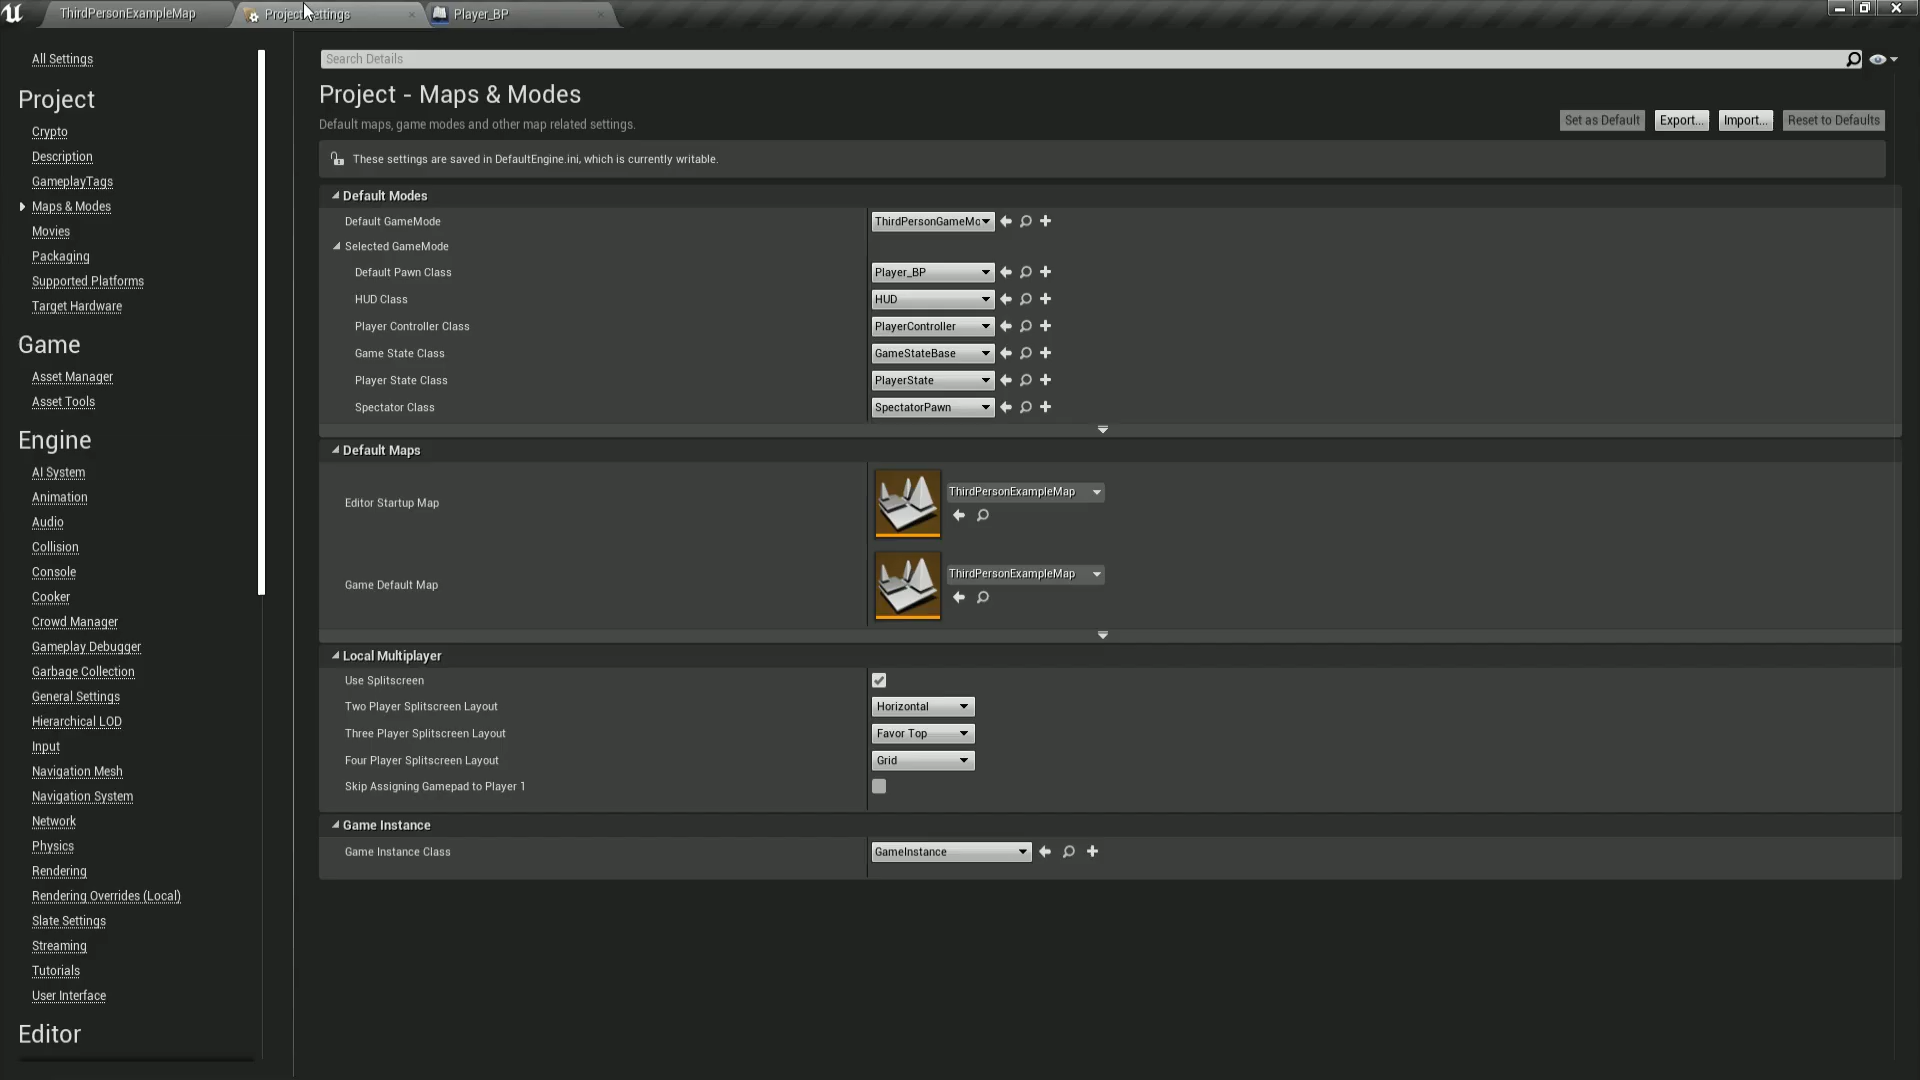 ThirdPersonExampleMap
Project Settings
Player_BP
All Settings
Project
Crypto
Description
GameplayTags
Maps & Modes
Movies
Packaging
Supported Platforms
Target Hardware
Game
Asset Manager
Asset Tools
Engine
AI System
Animation
Audio
Collision
Console
Cooker
Crowd Manager
Gameplay Debugger
Garbage Collection
General Settings
Hierarchical LOD
Input
Navigation Mesh
Navigation System
Network
Physics
Rendering
Rendering Overrides (Local)
Slate Settings
Streaming
Tutorials
User Interface
Editor
Search Details
Project - Maps & Modes
Default maps, game modes and other map related settings.
Set as Default
Export...
Import...
Reset to Defaults
These settings are saved in DefaultEngine.ini, which is currently writable.
Default Modes
Default GameMode ThirdPersonGameMo
Selected GameMode
Default Pawn Class Player_BP
HUD Class HUD
Player Controller Class PlayerController
Game State Class GameStateBase
Player State Class PlayerState
Spectator Class SpectatorPawn
Default Maps
Editor Startup Map ThirdPersonExampleMap
Game Default Map ThirdPersonExampleMap
Local Multiplayer
Use Splitscreen
Two Player Splitscreen Layout Horizontal
Three Player Splitscreen Layout Favor Top
Four Player Splitscreen Layout Grid
Skip Assigning Gamepad to Player 1
Game Instance
Game Instance Class GameInstance